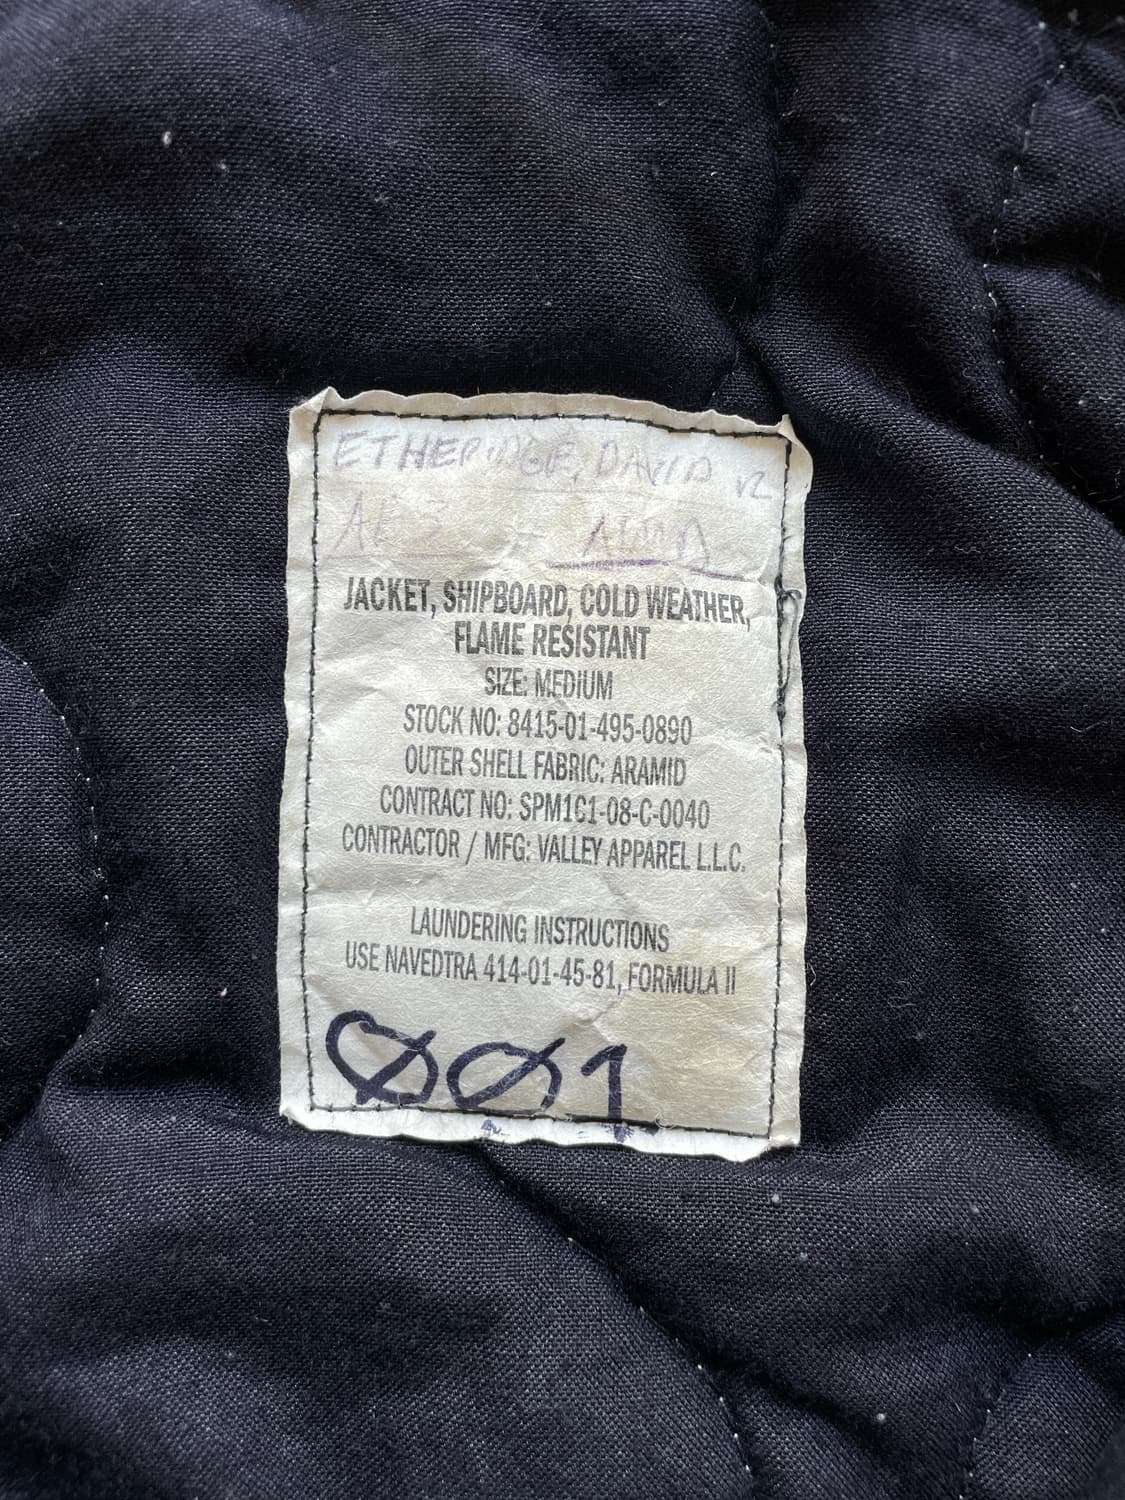 ETHERIDGE, DAVID
JACKET, SHIPBOARD, COLD WEATHER,
FLAME RESISTANT
SIZE: MEDIUM
STOCK NO: 8415-01-495-0890
OUTER SHELL FABRIC: ARAMID
CONTRACT NO: SPM1C1-08-C-0040
CONTRACTOR / MFG: VALLEY APPAREL L.L.C.
LAUNDERING INSTRUCTIONS
USE NAVEDTRA 414-01-45-81, FORMULA II
001